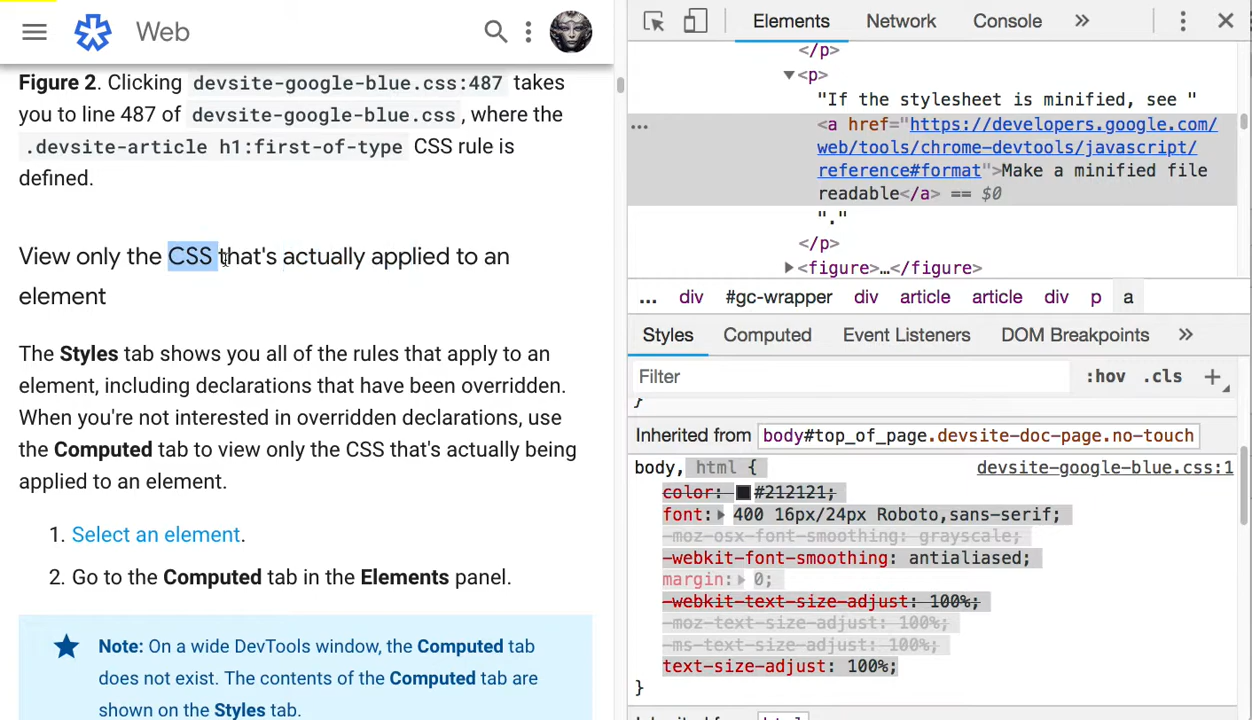 Web
Figure 2. Clicking devsite-google-blue.css:487 takes
you to line 487 of devsite-google-blue.css, where the
.devsite-article h1:first-of-type CSS rule is
defined.
View only the CSS that's actually applied to an
element
The Styles tab shows you all of the rules that apply to an
element, including declarations that have been overridden.
When you're not interested in overridden declarations, use
the Computed tab to view only the CSS that's actually being
applied to an element.
1. Select an element.
2. Go to the Computed tab in the Elements panel.
Note: On a wide DevTools window, the Computed tab
does not exist. The contents of the Computed tab are
shown on the Styles tab.
Elements Network Console »
</p>
▼<p>
"If the stylesheet is minified, see "
… <a href="https://developers.google.com/
web/tools/chrome-devtools/javascript/
reference#format">Make a minified file
readable</a> == $0
"."
</p>
▶<figure>…</figure>
... div #gc-wrapper div article article div p a
Styles Computed Event Listeners DOM Breakpoints »
Filter :hov .cls +
}
Inherited from body#top_of_page.devsite-doc-page.no-touch
body, html { devsite-google-blue.css:1
color: #212121;
font:▶ 400 16px/24px Roboto,sans-serif;
-moz-osx-font-smoothing: grayscale;
-webkit-font-smoothing: antialiased;
margin:▶ 0;
-webkit-text-size-adjust: 100%;
-moz-text-size-adjust: 100%;
-ms-text-size-adjust: 100%;
text-size-adjust: 100%;
}
Inherited from html